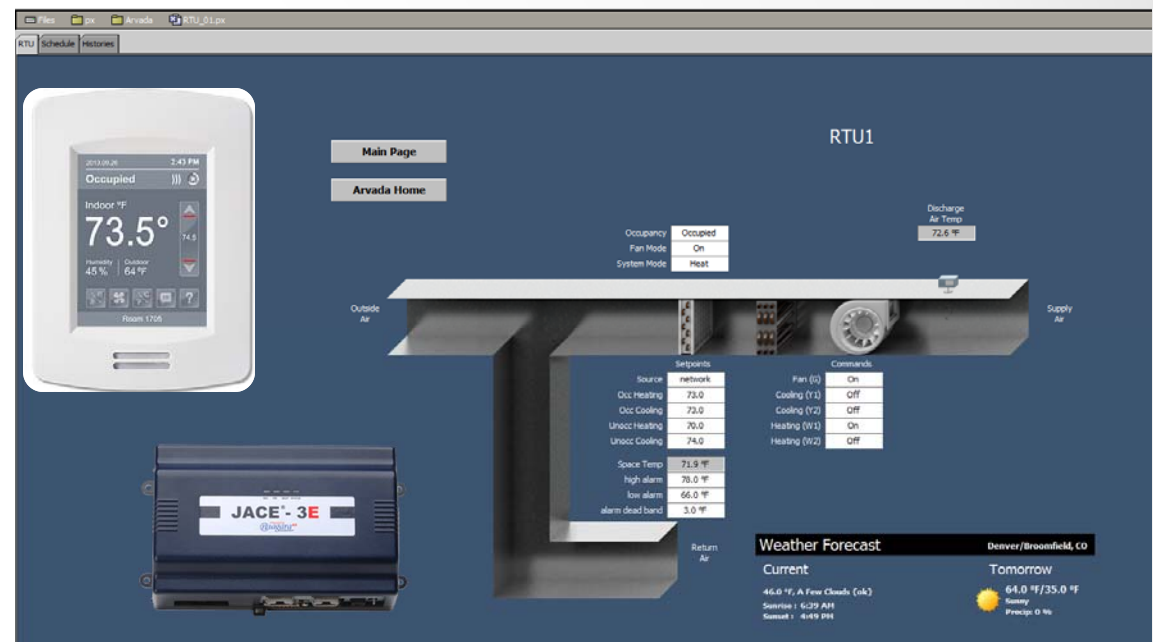 Files px Arvada RTU_01.px
RTU Schedule Histories
2013.09.26 2:43 PM
Occupied
Indoor °F
73.5°
74.5
Humidity Outdoor
45 % 64 °F
?
Room 1705
JACE - 3E
Main Page
Arvada Home
RTU1
Discharge
Air Temp
72.6 °F
Occupancy Occupied
Fan Mode On
System Mode Heat
Outside
Air
Supply
Air
Setpoints
Source network
Occ Heating 73.0
Occ Cooling 73.0
Unocc Heating 70.0
Unocc Cooling 74.0
Space Temp 71.9 °F
high alarm 78.0 °F
low alarm 66.0 °F
alarm dead band 3.0 °F
Commands
Fan (G) On
Cooling (Y1) Off
Cooling (Y2) Off
Heating (W1) On
Heating (W2) Off
Return
Air
Weather Forecast Denver/Broomfield, CO
Current
46.0 °F, A Few Clouds {ok}
Sunrise : 6:39 AM
Sunset : 4:49 PM
Tomorrow
64.0 °F/35.0 °F
Sunny
Precip: 0 %